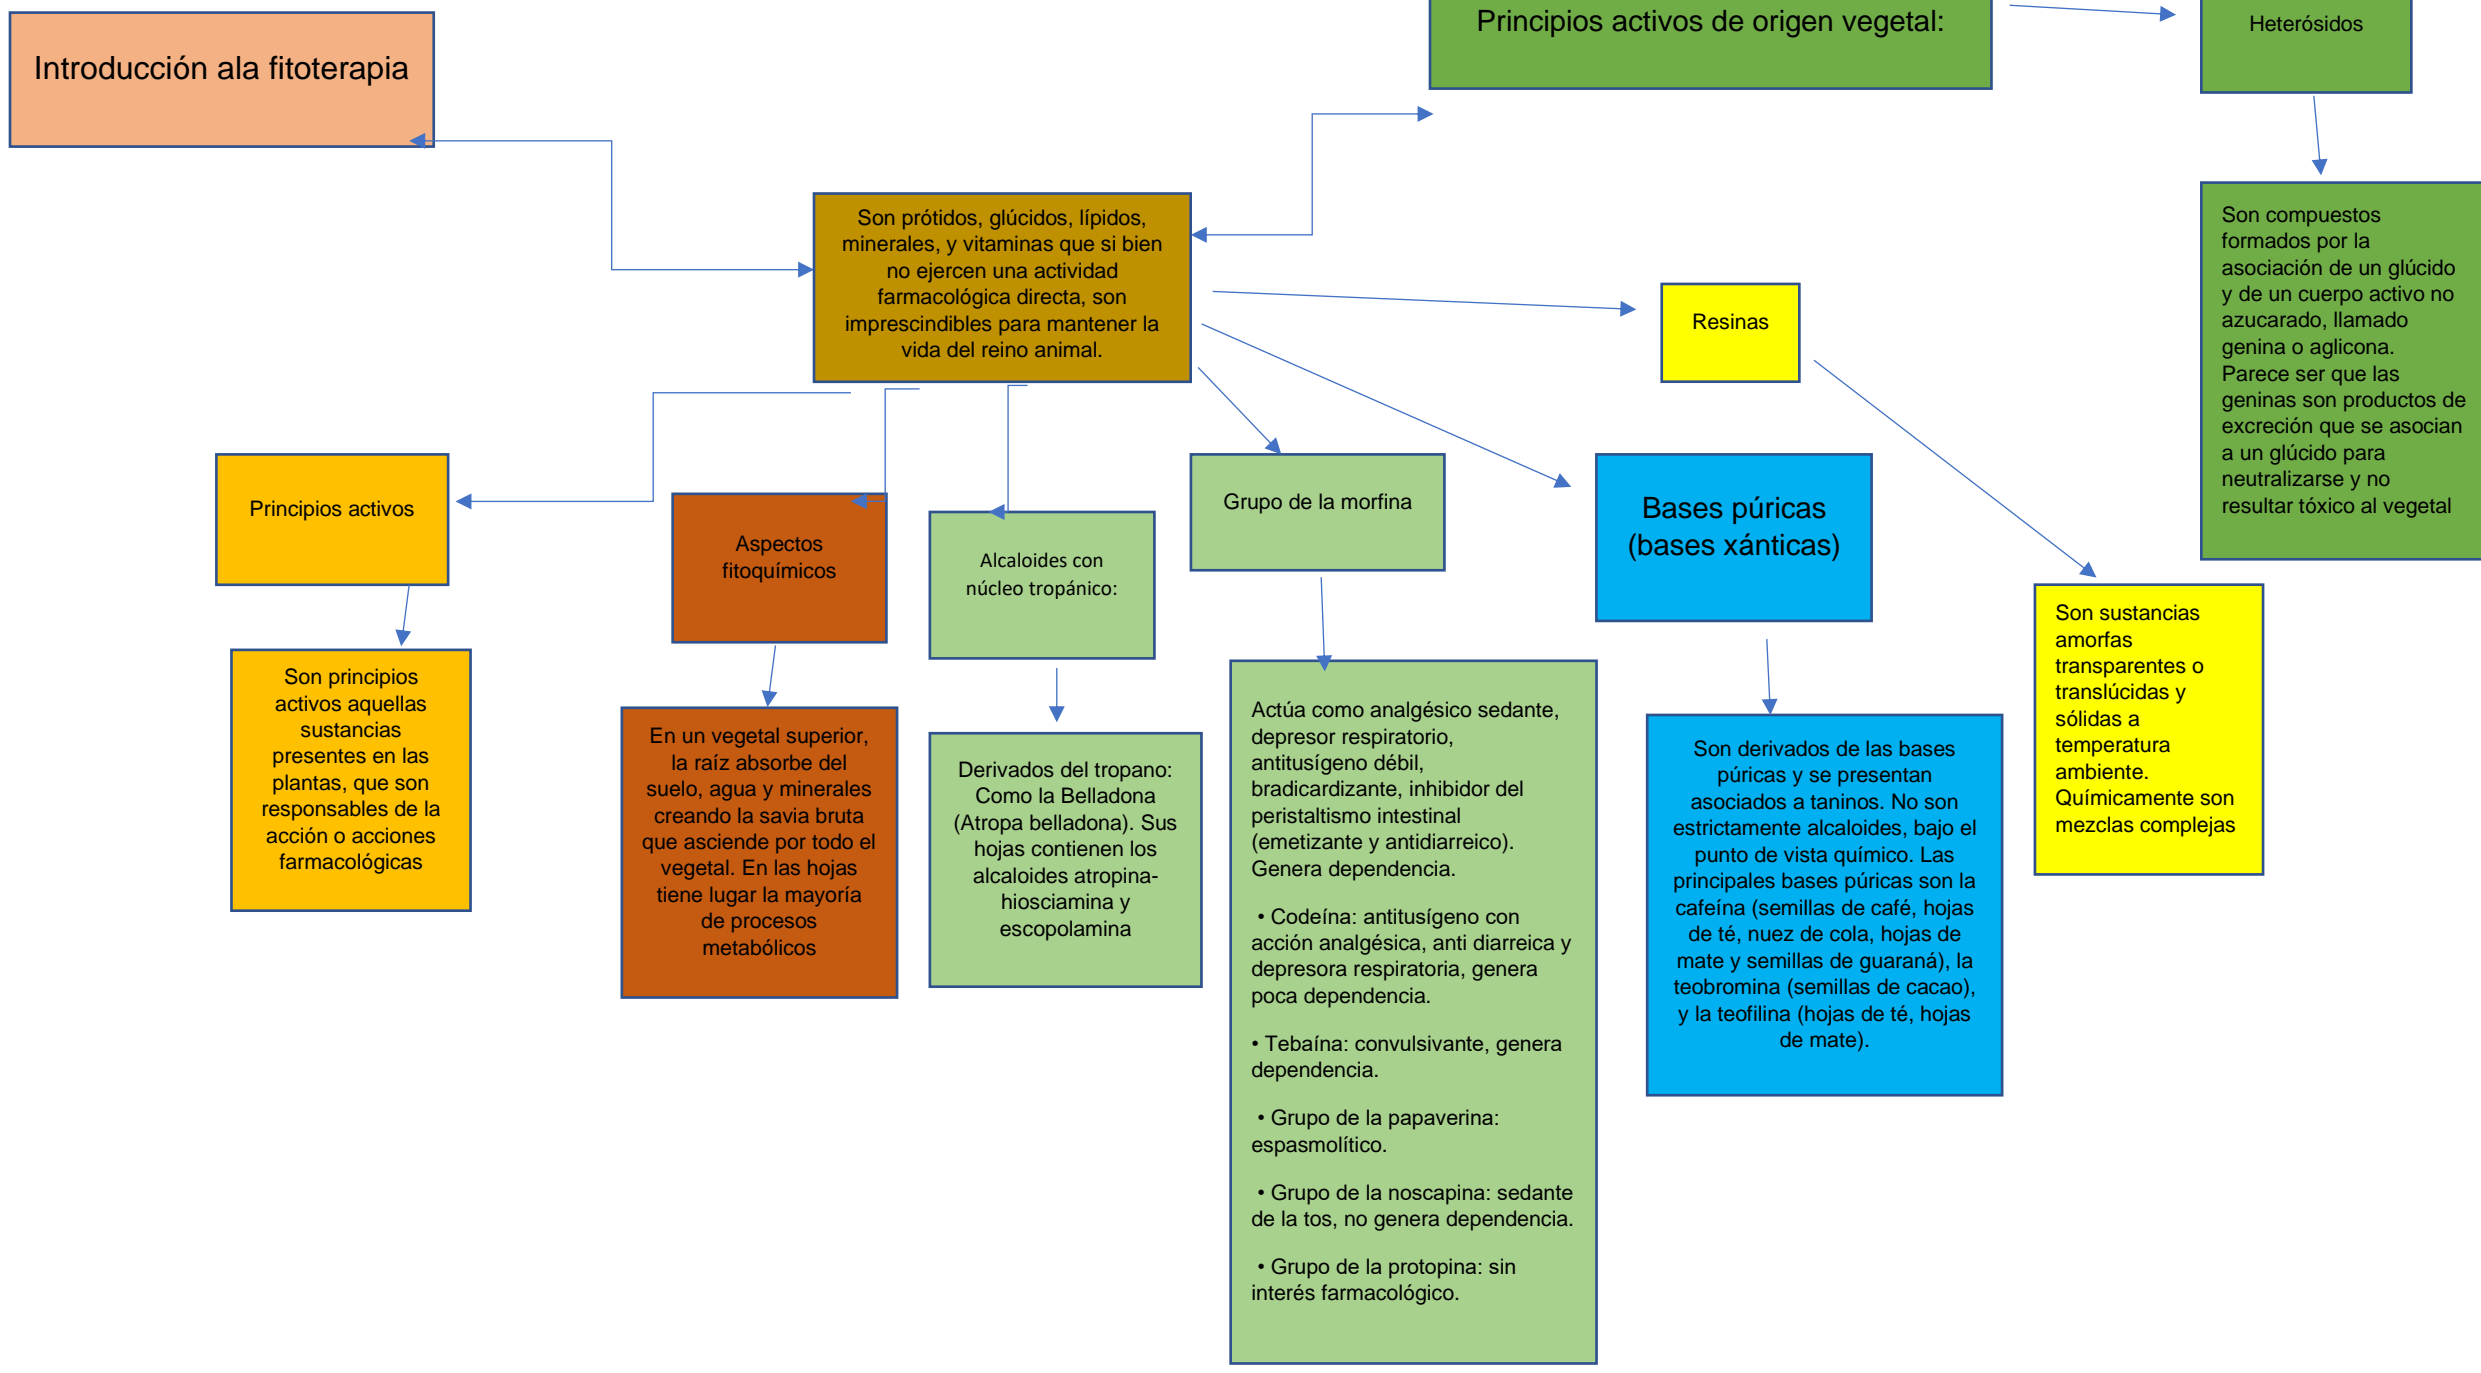 Introducción ala fitoterapia
Principios activos de origen vegetal:
Heterósidos
Son prótidos, glúcidos, lípidos,
minerales, y vitaminas que si bien
no ejercen una actividad
farmacológica directa, son
imprescindibles para mantener la
vida del reino animal.
Resinas
Son compuestos
formados por la
asociación de un glúcido
y de un cuerpo activo no
azucarado, llamado
genina o aglicona.
Parece ser que las
geninas son productos de
excreción que se asocian
a un glúcido para
neutralizarse y no
resultar tóxico al vegetal
Principios activos
Aspectos
fitoquímicos
Alcaloides con
núcleo tropánico:
Grupo de la morfina
Bases púricas
(bases xánticas)
Son principios
activos aquellas
sustancias
presentes en las
plantas, que son
responsables de la
acción o acciones
farmacológicas
En un vegetal superior,
la raíz absorbe del
suelo, agua y minerales
creando la savia bruta
que asciende por todo el
vegetal. En las hojas
tiene lugar la mayoría
de procesos
metabólicos
Derivados del tropano:
Como la Belladona
(Atropa belladona). Sus
hojas contienen los
alcaloides atropina-
hiosciamina y
escopolamina
Actúa como analgésico sedante,
depresor respiratorio,
antitusígeno débil,
bradicardizante, inhibidor del
peristaltismo intestinal
(emetizante y antidiarreico).
Genera dependencia.
• Codeína: antitusígeno con
acción analgésica, anti diarreica y
depresora respiratoria, genera
poca dependencia.
• Tebaína: convulsivante, genera
dependencia.
• Grupo de la papaverina:
espasmolítico.
• Grupo de la noscapina: sedante
de la tos, no genera dependencia.
• Grupo de la protopina: sin
interés farmacológico.
Son derivados de las bases
púricas y se presentan
asociados a taninos. No son
estrictamente alcaloides, bajo el
punto de vista químico. Las
principales bases púricas son la
cafeína (semillas de café, hojas
de té, nuez de cola, hojas de
mate y semillas de guaraná), la
teobromina (semillas de cacao),
y la teofilina (hojas de té, hojas
de mate).
Son sustancias
amorfas
transparentes o
translúcidas y
sólidas a
temperatura
ambiente.
Químicamente son
mezclas complejas